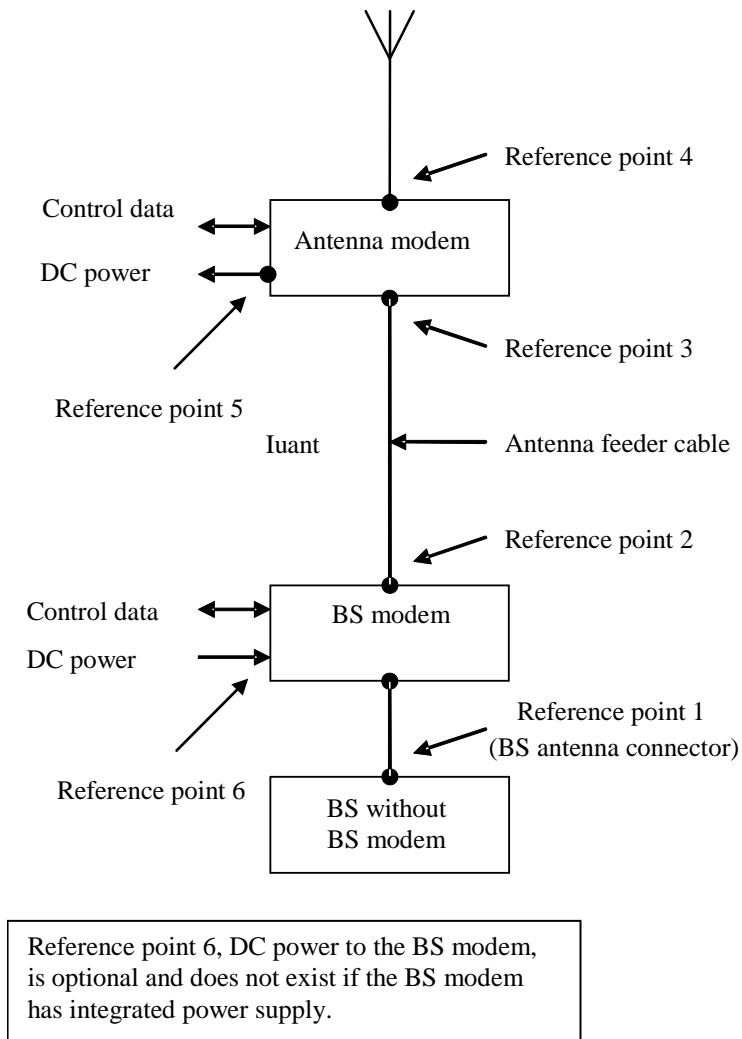 Reference point 4
Control data
Antenna modem
DC power
Reference point 3
Reference point 5
Iuant
Antenna feeder cable
Reference point 2
Control data
BS modem
DC power
Reference point 1
(BS antenna connector)
Reference point 6
BS without
BS modem
Reference point 6, DC power to the BS modem,
is optional and does not exist if the BS modem
has integrated power supply.